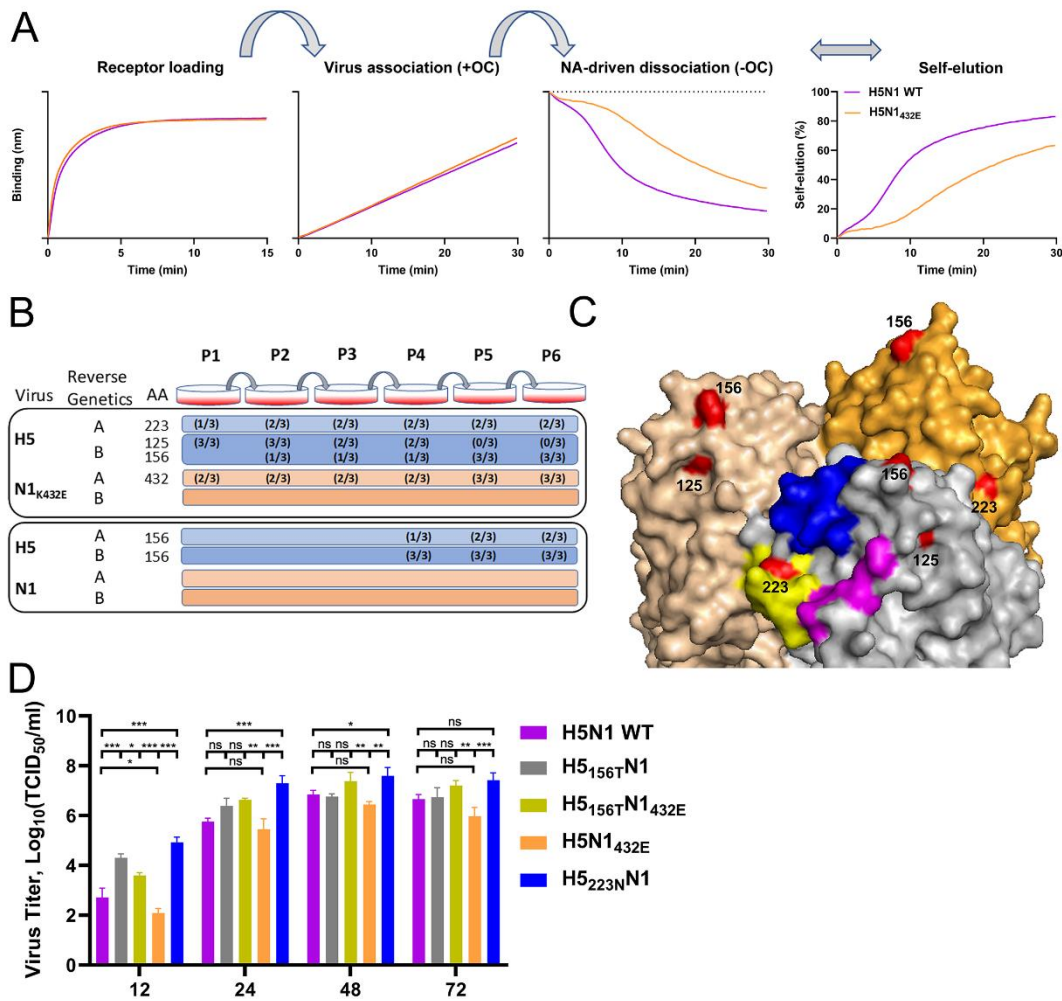 A
Receptor loading
Virus association (+OC)
NA-driven dissociation (-OC)
Self-elution
Binding (nm)
0 5 10 15
Time (min)
0 10 20 30
Time (min)
0 10 20 30
Time (min)
H5N1 WT
H5N1432E
Self-elution (%)
100
80
60
40
20
0
0 10 20 30
Time (min)
B
P1 P2 P3 P4 P5 P6
Virus Reverse Genetics AA
H5 A 223 (1/3) (2/3) (2/3) (2/3) (2/3) (2/3)
B 125 (3/3) (3/3) (2/3) (2/3) (0/3) (0/3)
156 (1/3) (1/3) (1/3) (3/3) (3/3)
N1K432E A 432 (2/3) (2/3) (2/3) (2/3) (3/3) (3/3)
B
H5 A 156 (1/3) (2/3) (2/3)
B 156 (3/3) (3/3) (3/3)
N1 A
B
C
156
156
125
156
223
125
223
D
Virus Titer, Log10(TCID50/ml)
10
8
6
4
2
0
*** *** * ns
*** * *** *** ns ns ** *** ns ns ** ** ns ns ** ***
* ns ns ns
12 24 48 72
H5N1 WT
H5156TN1
H5156TN1432E
H5N1432E
H5223NN1